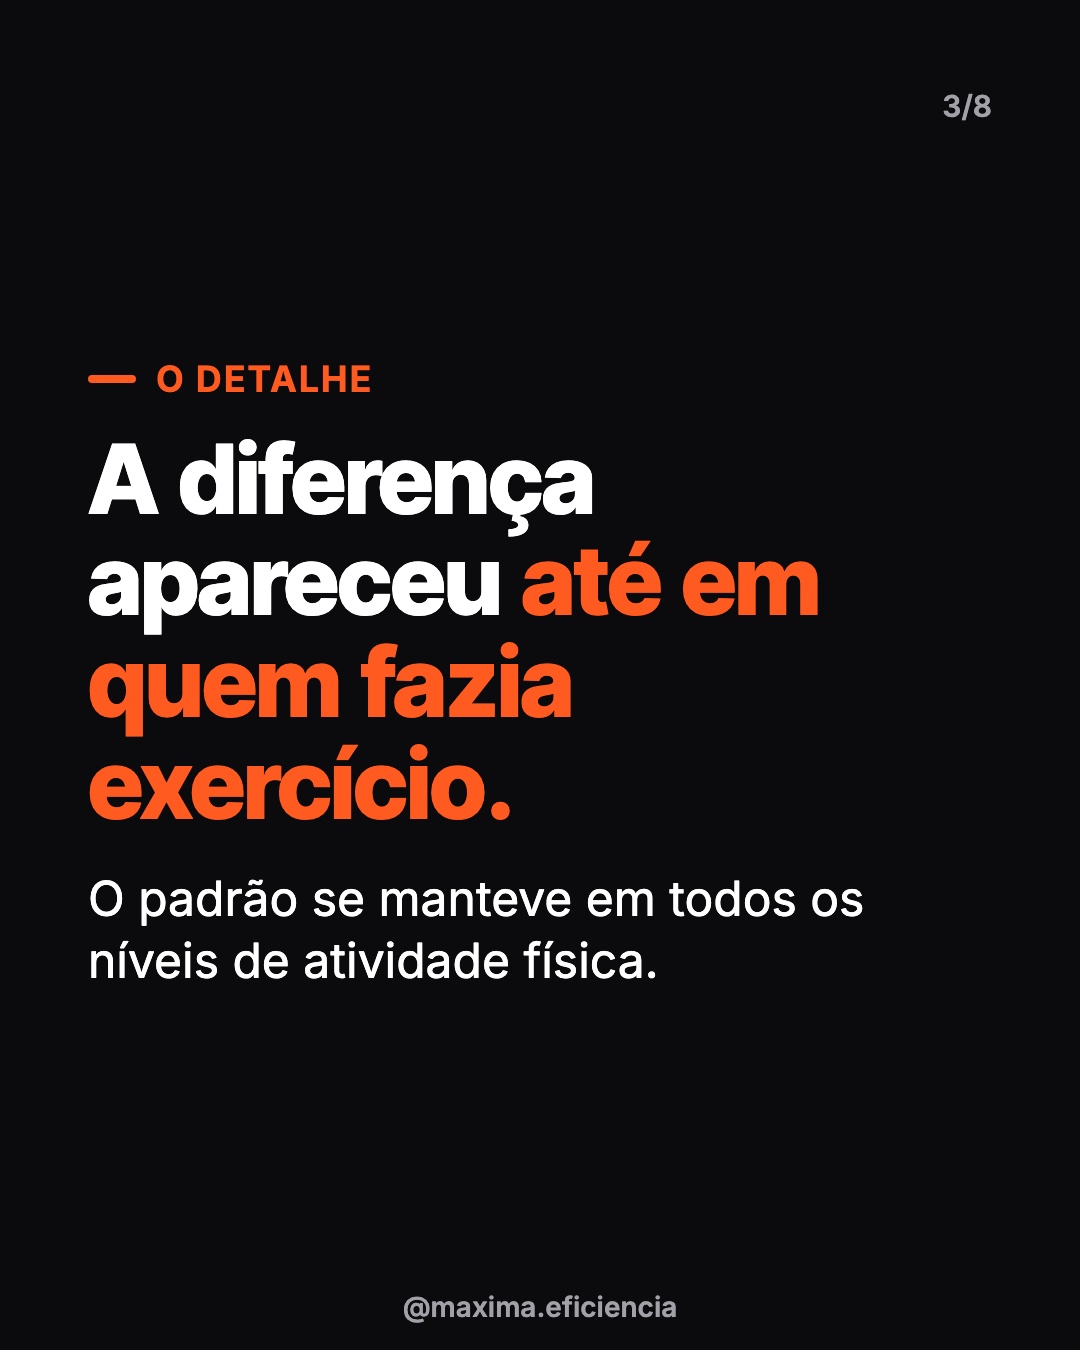 3/8
O DETALHE
A diferença
apareceu até em
quem fazia
exercício.
O padrão se manteve em todos os
níveis de atividade física.
@maxima.eficiencia